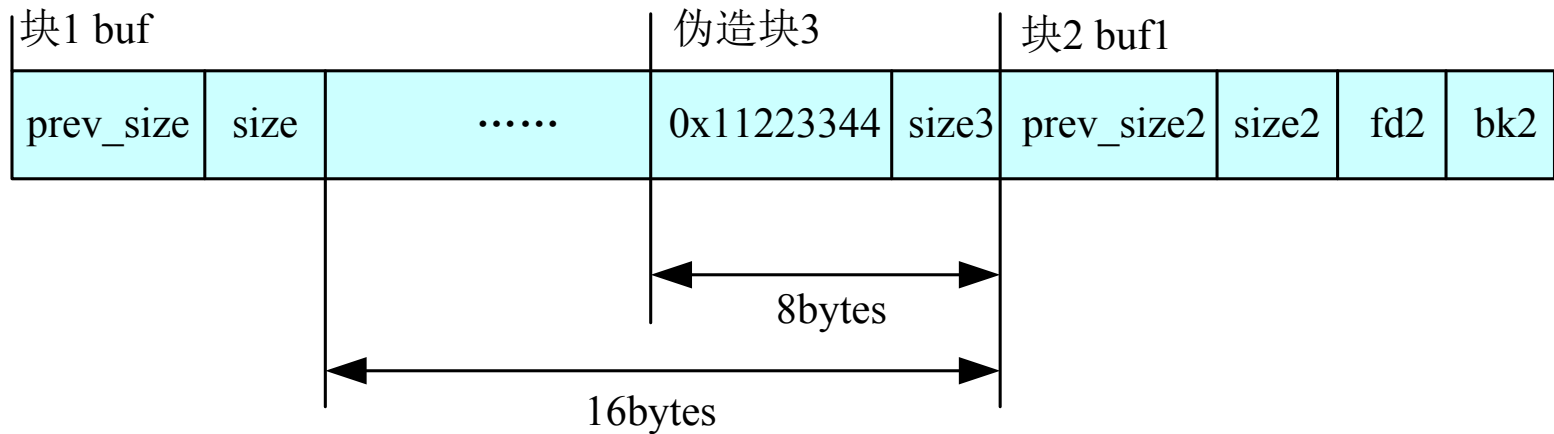 块1 buf
伪造块3
块2 buf1
prev_size
size
……
0x11223344
size3
prev_size2
size2
fd2
bk2
8bytes
16bytes